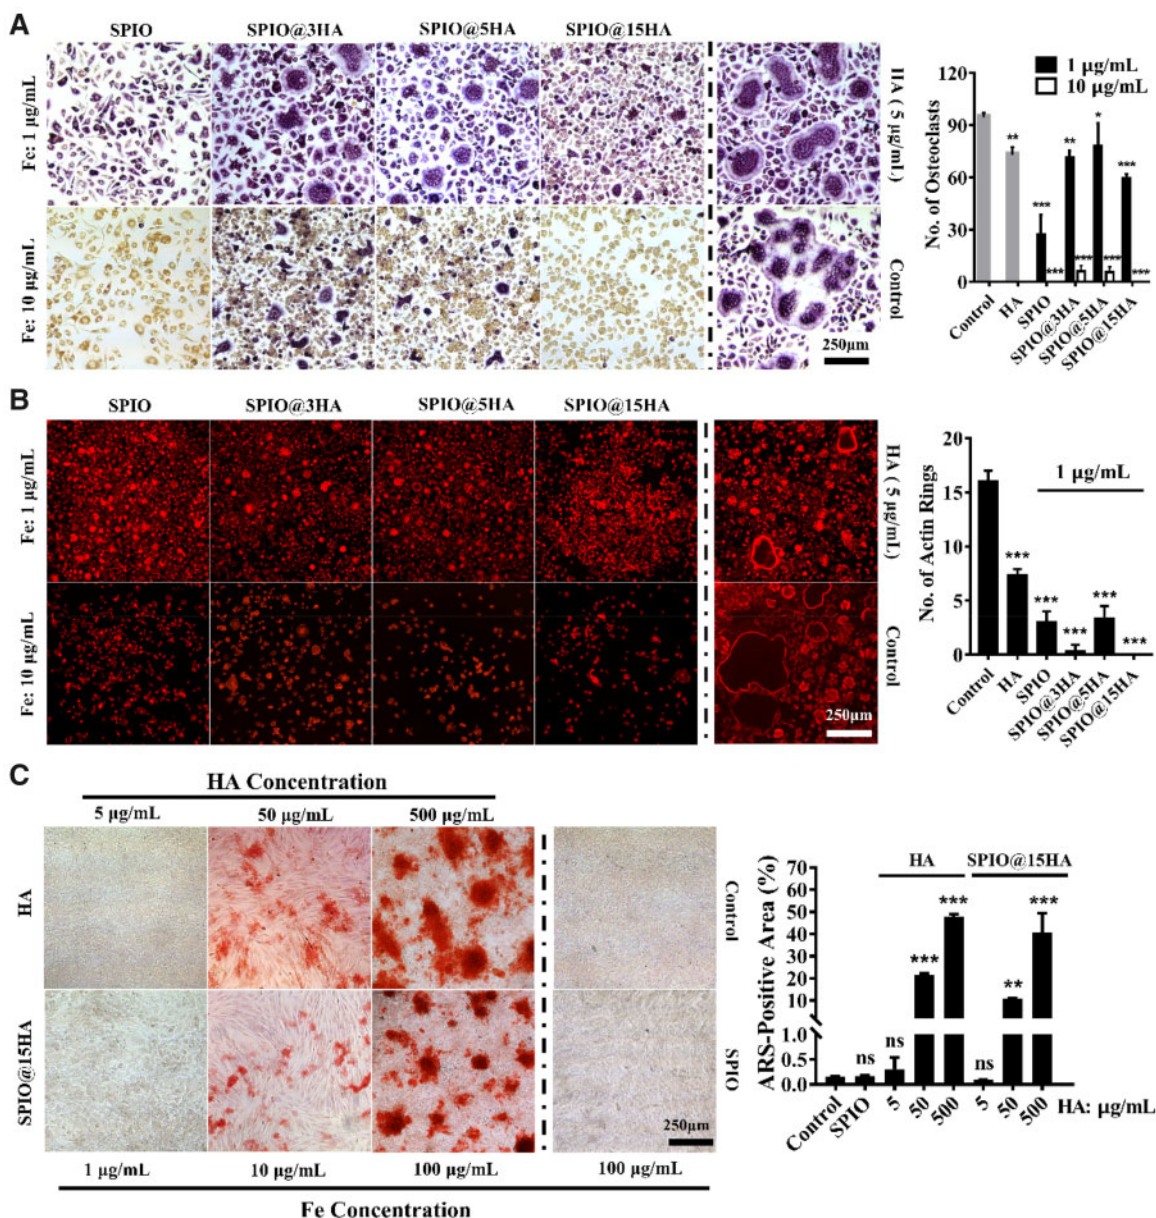 A
SPIO
SPIO@3HA
SPIO@5HA
SPIO@15HA
Fe: 1 μg/mL
Fe: 10 μg/mL
HA ( 5 μg/mL)
Control
250μm
1 μg/mL
10 μg/mL
No. of Osteoclasts
120
90
60
30
0
**
***
***
**
***
*
***
***
***
Control
HA
SPIO
SPIO@3HA
SPIO@5HA
SPIO@15HA
B
SPIO
SPIO@3HA
SPIO@5HA
SPIO@15HA
Fe: 1 μg/mL
Fe: 10 μg/mL
HA ( 5 μg/mL)
Control
250μm
No. of Actin Rings
20
15
10
5
0
1 μg/mL
***
***
***
***
***
Control
HA
SPIO
SPIO@3HA
SPIO@5HA
SPIO@15HA
C
HA Concentration
5 μg/mL
50 μg/mL
500 μg/mL
HA
SPIO@15HA
Control
SPIO
250μm
1 μg/mL
10 μg/mL
100 μg/mL
100 μg/mL
Fe Concentration
ARS-Positive Area (%)
70
60
50
40
30
20
10
1.0
0.5
0.0
HA
SPIO@15HA
ns
ns
***
***
ns
**
***
Control
SPIO
5
50
500
5
50
500
HA: μg/mL